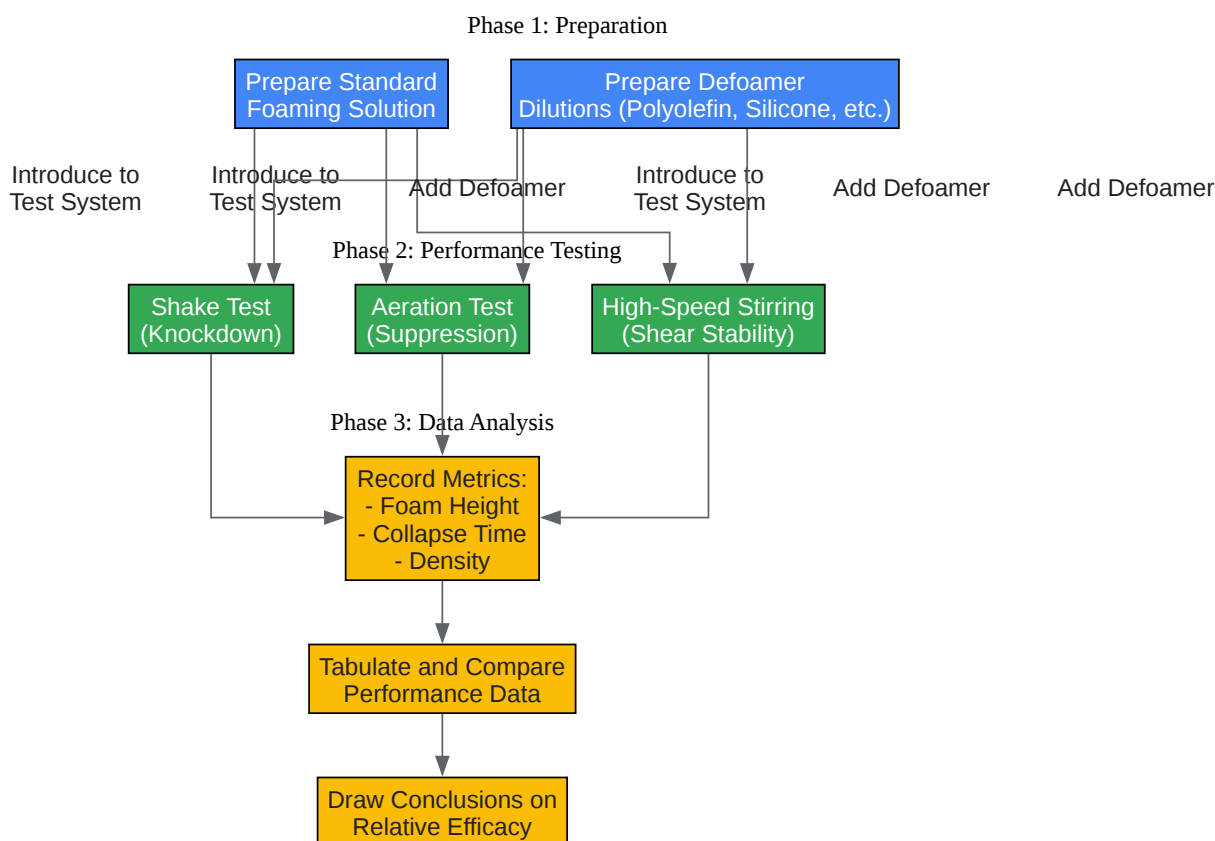 Phase 1: Preparation
Prepare Standard
Foaming Solution
Prepare Defoamer
Dilutions (Polyolefin, Silicone, etc.)
Introduce to
Test System
Introduce to
Test System
Add Defoamer
Introduce to
Test System
Add Defoamer
Add Defoamer
Phase 2: Performance Testing
Shake Test
(Knockdown)
Aeration Test
(Suppression)
High-Speed Stirring
(Shear Stability)
Phase 3: Data Analysis
Record Metrics:
- Foam Height
- Collapse Time
- Density
Tabulate and Compare
Performance Data
Draw Conclusions on
Relative Efficacy